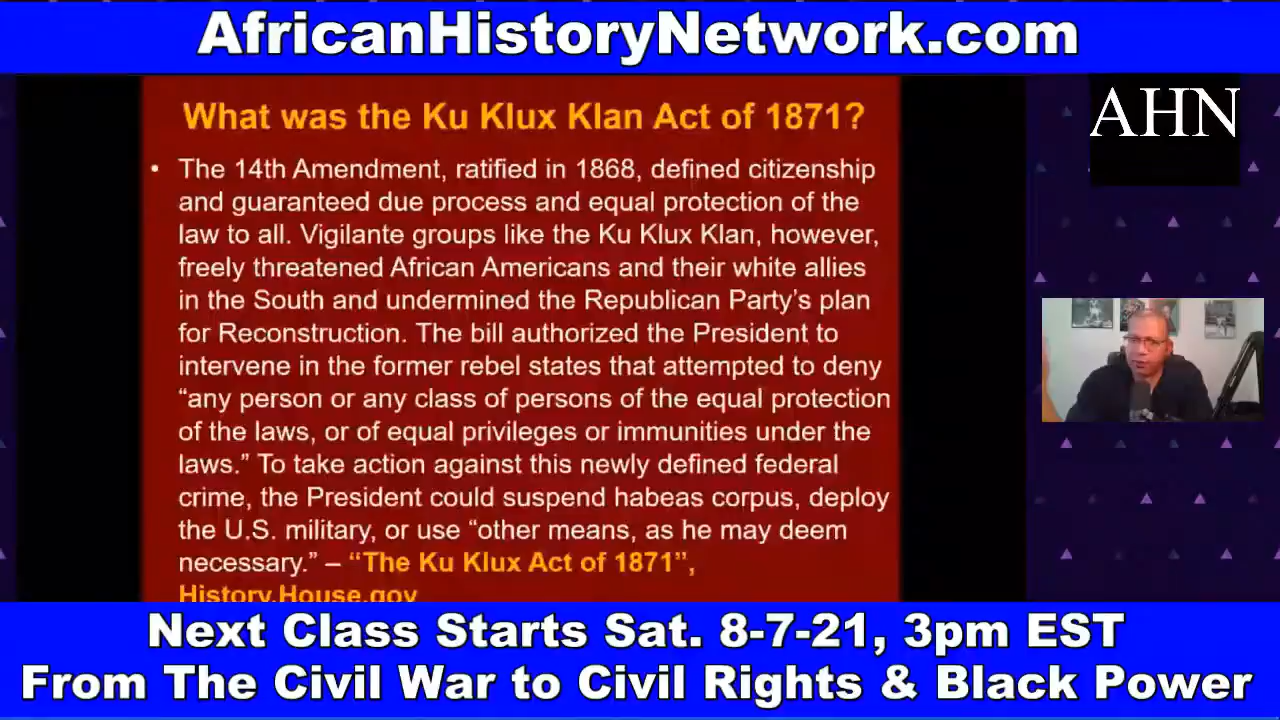 AfricanHistoryNetwork.com
AHN
What was the Ku Klux Klan Act of 1871?
• The 14th Amendment, ratified in 1868, defined citizenship
and guaranteed due process and equal protection of the
law to all. Vigilante groups like the Ku Klux Klan, however,
freely threatened African Americans and their white allies
in the South and undermined the Republican Party’s plan
for Reconstruction. The bill authorized the President to
intervene in the former rebel states that attempted to deny
“any person or any class of persons of the equal protection
of the laws, or of equal privileges or immunities under the
laws.” To take action against this newly defined federal
crime, the President could suspend habeas corpus, deploy
the U.S. military, or use “other means, as he may deem
necessary.” – “The Ku Klux Act of 1871”,
History.House.gov
Next Class Starts Sat. 8-7-21, 3pm EST
From The Civil War to Civil Rights & Black Power